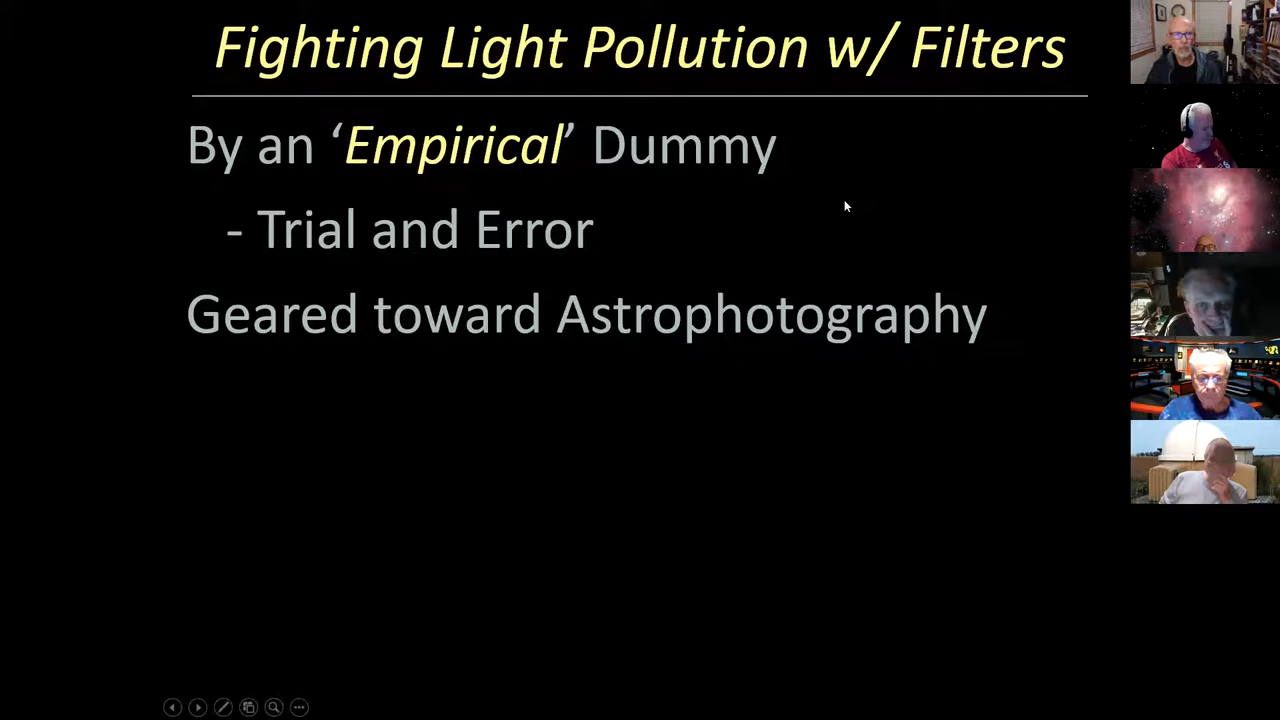 Fighting Light Pollution w/ Filters
By an ‘Empirical’ Dummy
- Trial and Error
Geared toward Astrophotography